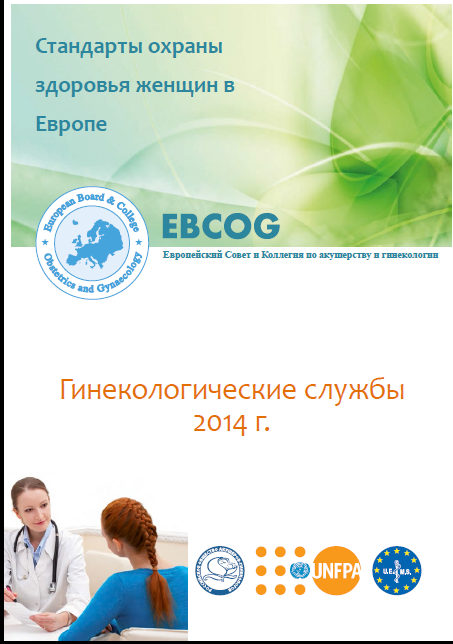 Стандарты охраны
здоровья женщин в
Европе
European Board & College
Obstetrics and Gynaecology
EBCOG
Европейский Совет и Коллегия по акушерству и гинекологии
Гинекологические службы
2014 г.
UNFPA
U.E.M.S.